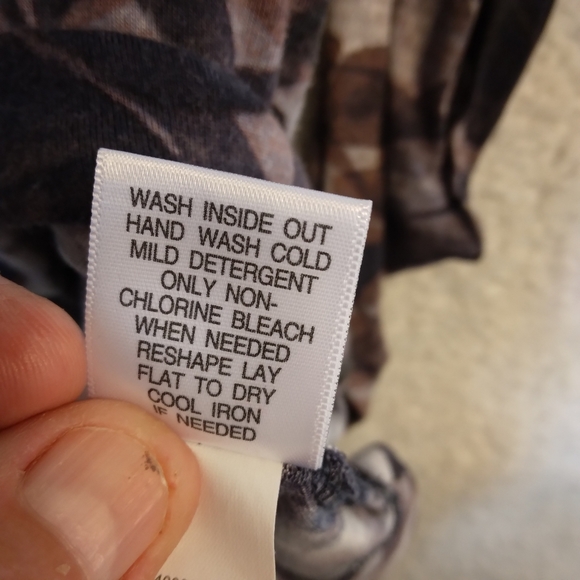 WASH INSIDE OUT
HAND WASH COLD
MILD DETERGENT
ONLY NON-
CHLORINE BLEACH
WHEN NEEDED
RESHAPE LAY
FLAT TO DRY
COOL IRON
IF NEEDED